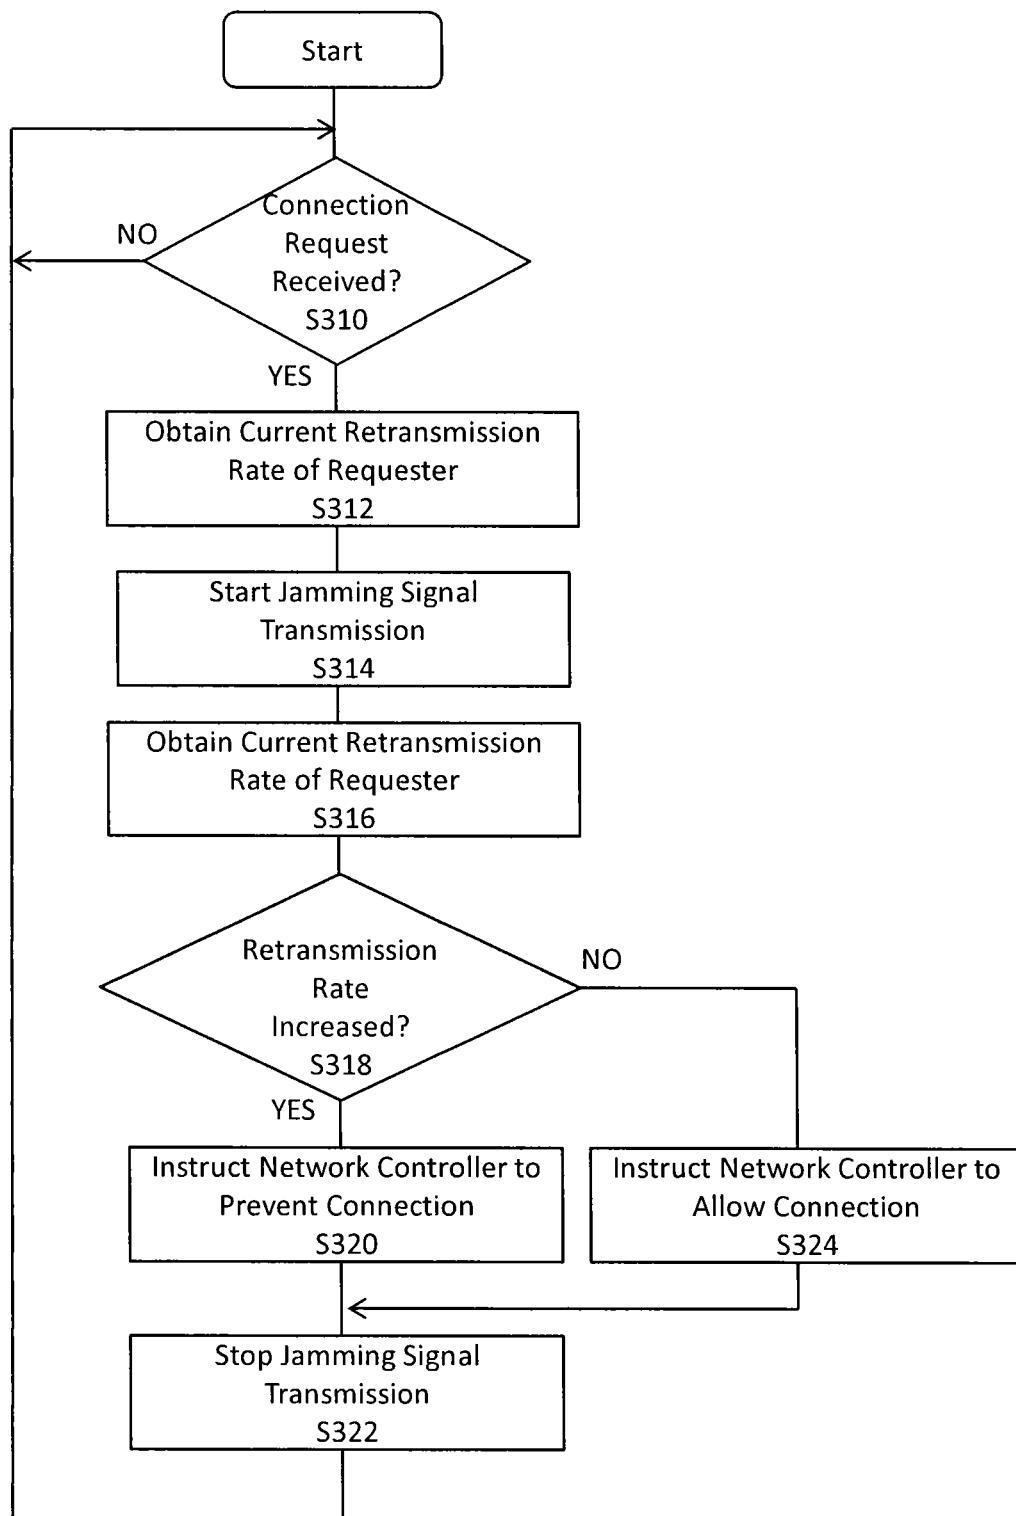 Start
NO
Connection
Request
Received?
S310
YES
Obtain Current Retransmission
Rate of Requester
S312
Start Jamming Signal
Transmission
S314
Obtain Current Retransmission
Rate of Requester
S316
Retransmission
Rate
Increased?
S318
NO
YES
Instruct Network Controller to
Prevent Connection
S320
Instruct Network Controller to
Allow Connection
S324
Stop Jamming Signal
Transmission
S322